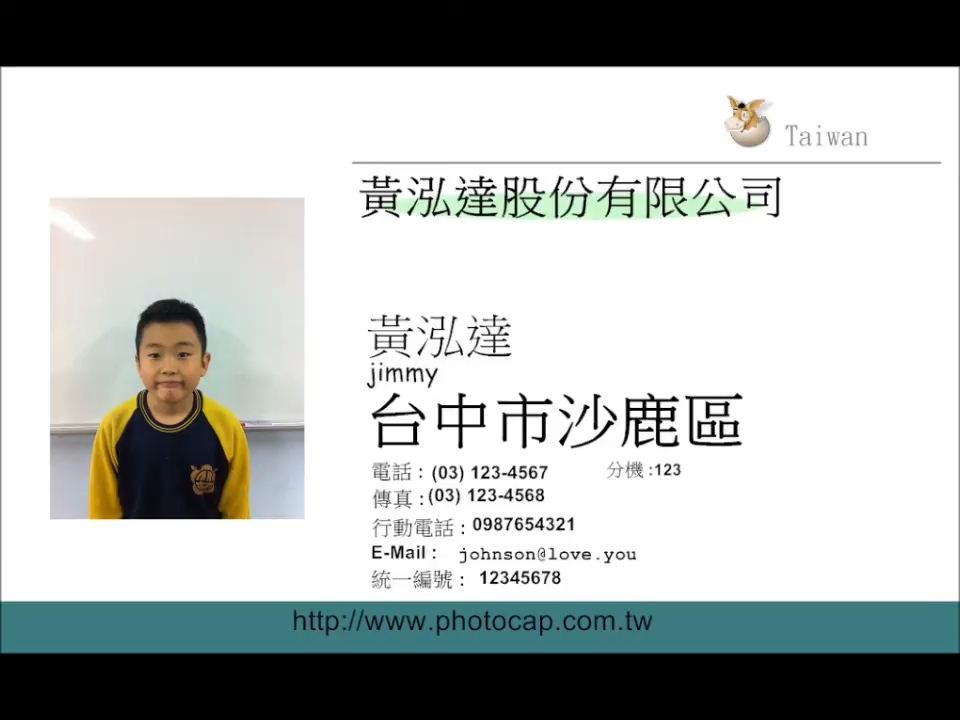 Taiwan
黃泓達股份有限公司
黃泓達
jimmy
台中市沙鹿區
電話 : (03) 123-4567 分機 :123
傳真 : (03) 123-4568
行動電話 : 0987654321
E-Mail : johnson@love.you
統一編號 : 12345678
http://www.photocap.com.tw